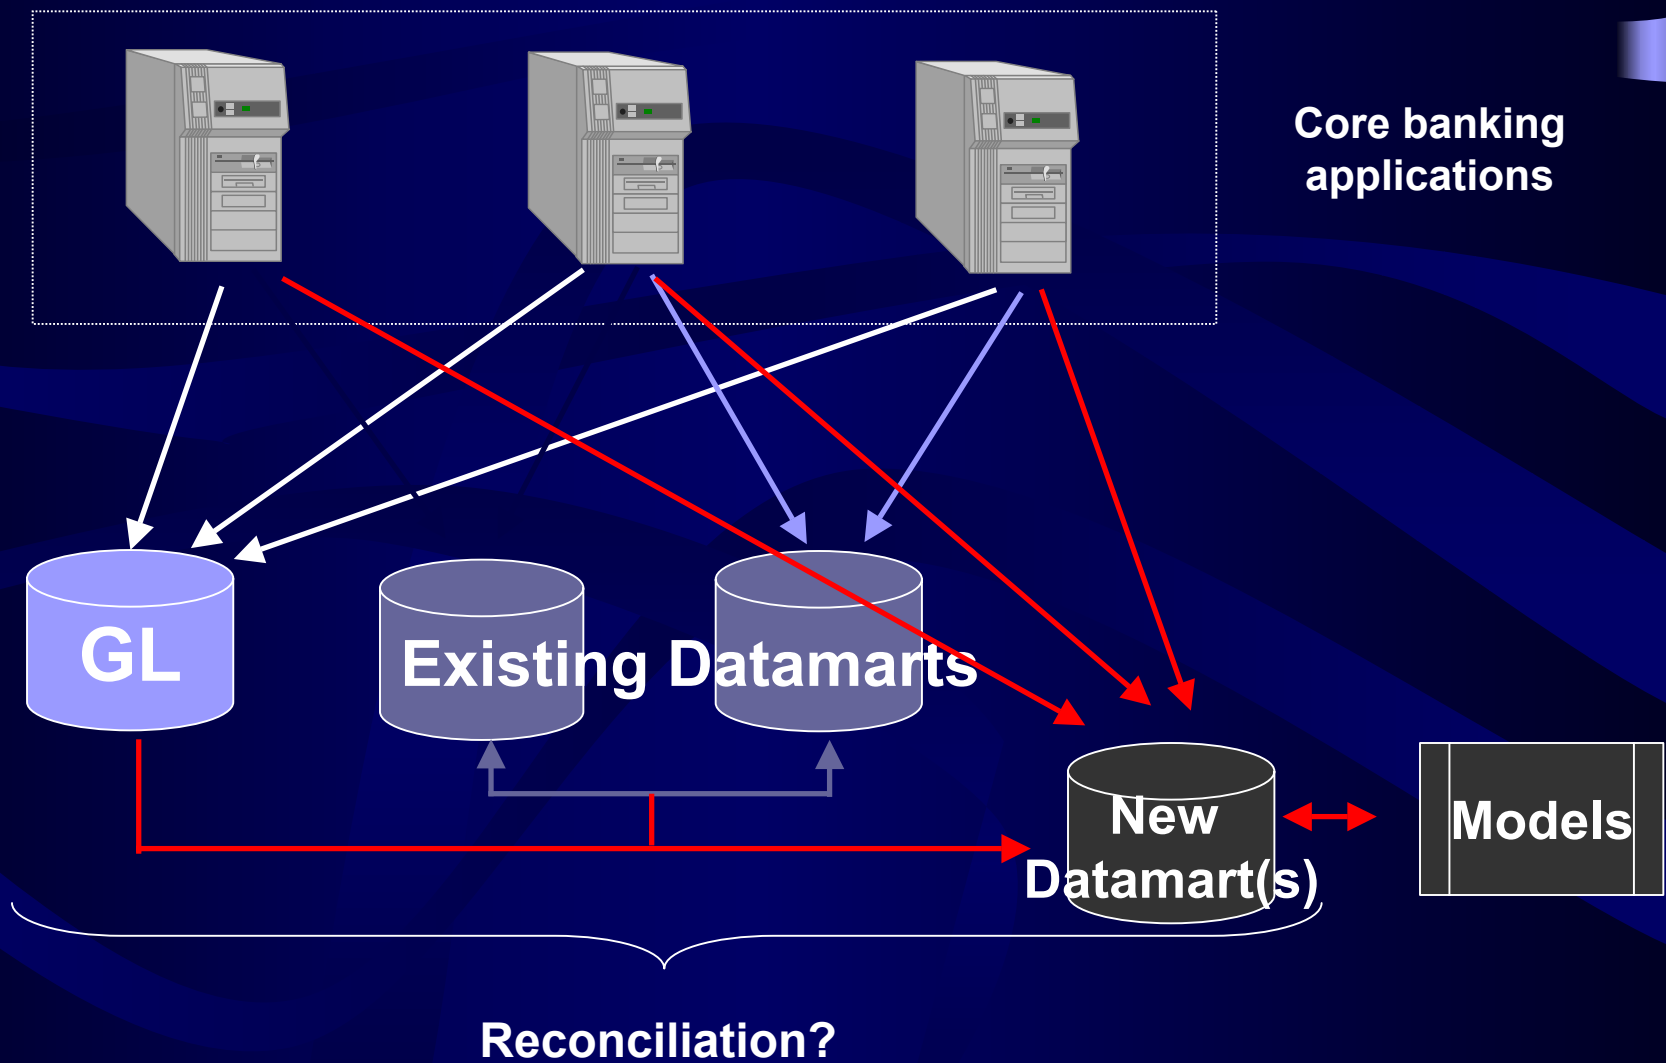 Core banking
applications
GL
Existing Datamarts
New
Datamart(s)
Models
Reconciliation?